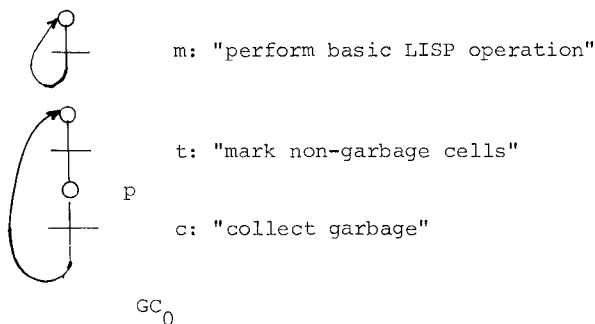 m: "perform basic LISP operation"
t: "mark non-garbage cells"
p
c: "collect garbage"
GC0